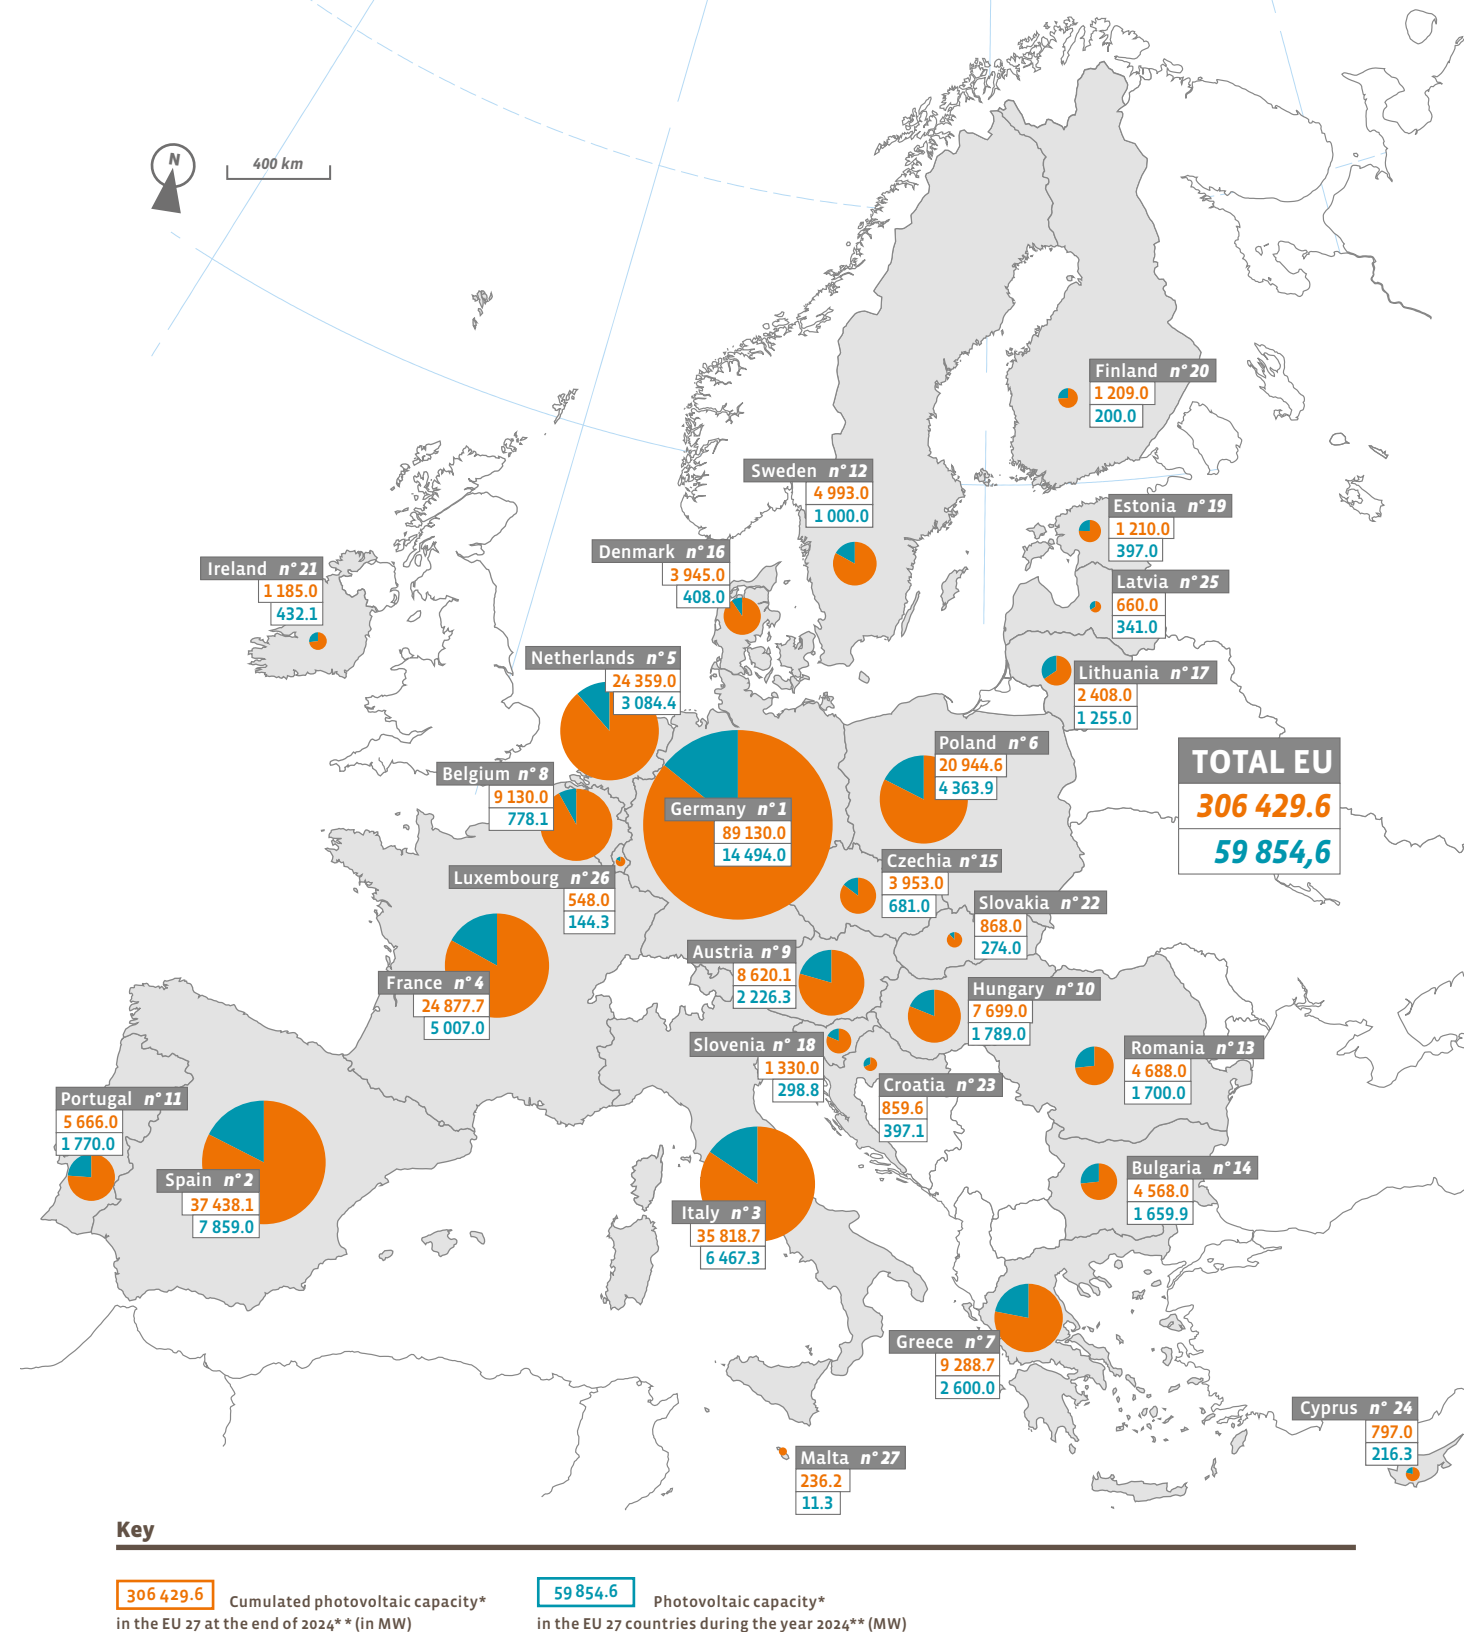 N
400 km
Finland n° 20
1 209.0
200.0
Sweden n° 12
4 993.0
1 000.0
Estonia n° 19
1 210.0
397.0
Denmark n° 16
3 945.0
408.0
Ireland n° 21
1 185.0
432.1
Latvia n° 25
660.0
341.0
Netherlands n° 5
24 359.0
3 084.4
Lithuania n° 17
2 408.0
1 255.0
Poland n° 6
20 944.6
4 363.9
TOTAL EU
306 429.6
59 854,6
Belgium n° 8
9 130.0
778.1
Germany n° 1
89 130.0
14 494.0
Czechia n° 15
3 953.0
681.0
Luxembourg n° 26
548.0
144.3
Slovakia n° 22
868.0
274.0
Austria n° 9
8 620.1
2 226.3
France n° 4
24 877.7
5 007.0
Hungary n° 10
7 699.0
1 789.0
Slovenia n° 18
1 330.0
298.8
Romania n° 13
4 688.0
1 700.0
Croatia n° 23
859.6
397.1
Portugal n° 11
5 666.0
1 770.0
Spain n° 2
37 438.1
7 859.0
Bulgaria n° 14
4 568.0
1 659.9
Italy n° 3
35 818.7
6 467.3
Greece n° 7
9 288.7
2 600.0
Cyprus n° 24
797.0
216.3
Malta n° 27
236.2
11.3
Key
306 429.6 Cumulated photovoltaic capacity*
in the EU 27 at the end of 2024** (in MW)
59 854.6 Photovoltaic capacity*
in the EU 27 countries during the year 2024** (MW)